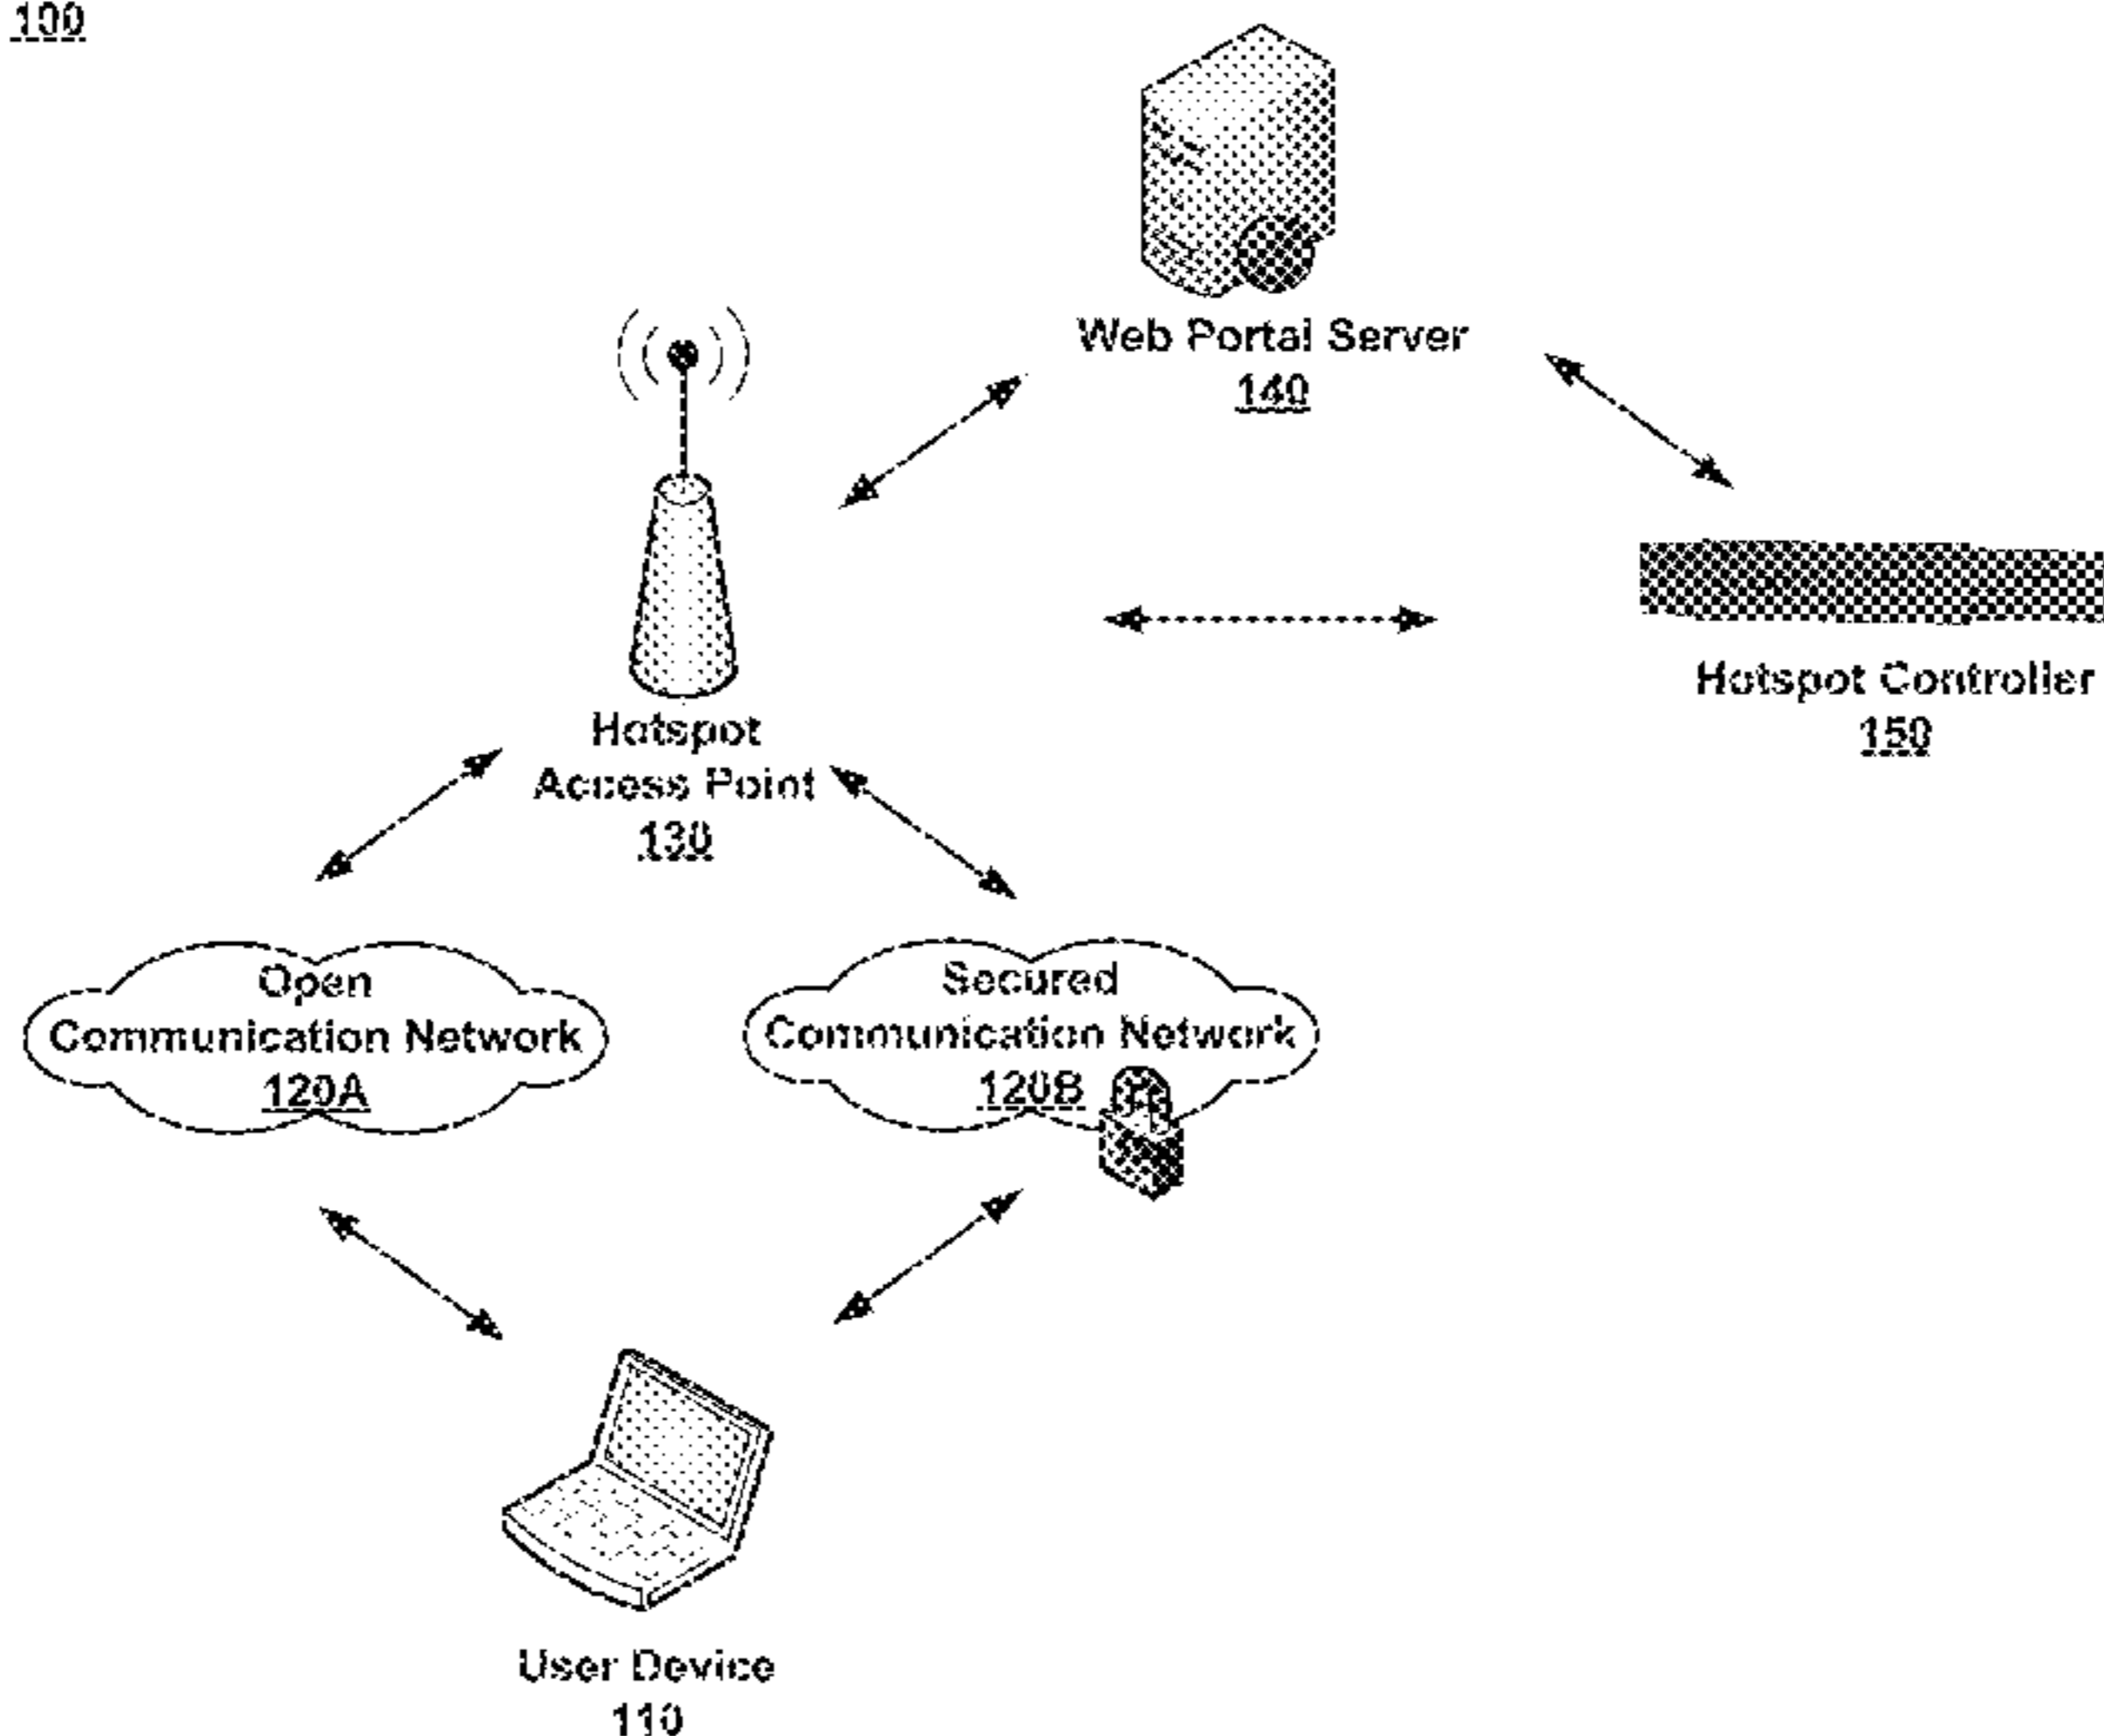 100
Web Portal Server
140
Hotspot
Access Point
130
Hotspot Controller
150
Open
Communication Network
120A
Secured
Communication Network
120B
User Device
110